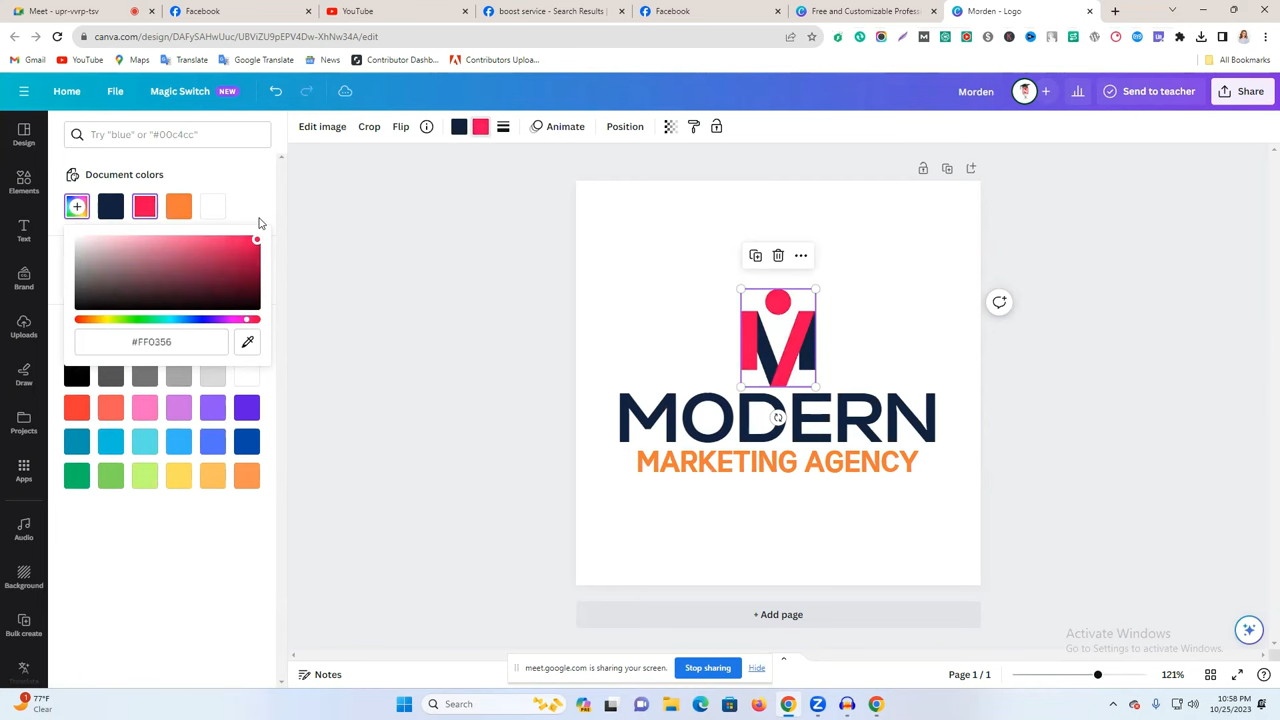 Meet - upr-vvrr-tsv
Facebook
YouTube
boost service - Search Results |
Facebook
Free and Customizable Profess
Morden - Logo
canva.com/design/DAFySAHwUuc/UBViZU9pEPV4Dw-XhNw34A/edit
Gmail
YouTube
Maps
Translate
Google Translate
News
Contributor Dashb...
Contributors Uploa...
All Bookmarks
Home
File
Magic Switch NEW
Morden
Send to teacher
Share
Design
Elements
Text
Brand
Uploads
Draw
Projects
Apps
Audio
Background
Bulk create
Translate
Try "blue" or "#00c4cc"
Document colors
#FF0356
Edit image
Crop
Flip
Animate
Position
MODERN
MARKETING AGENCY
+ Add page
Activate Windows
Go to Settings to activate Windows.
meet.google.com is sharing your screen.
Stop sharing
Hide
Notes
Page 1 / 1
121%
1
77°F
Clear
Search
10:58 PM
10/25/2023